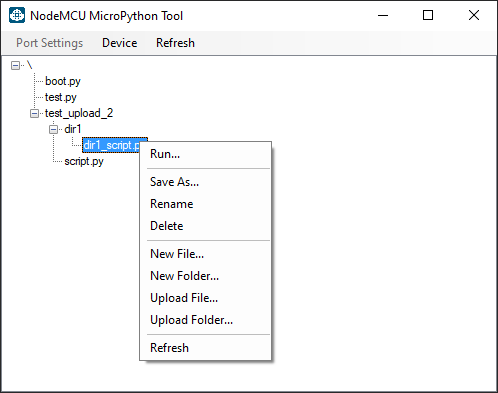 NodeMCU MicroPython Tool
Port Settings Device Refresh
\
boot.py
test.py
test_upload_2
dir1
dir1_script.p
script.py
Run...
Save As...
Rename
Delete
New File...
New Folder...
Upload File...
Upload Folder...
Refresh